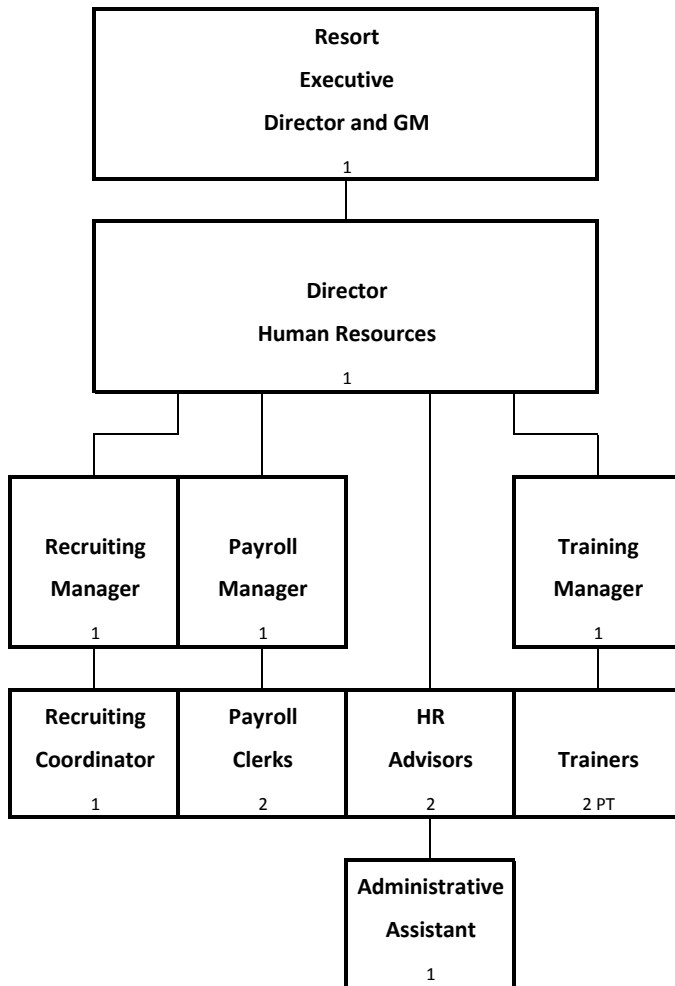 Resort
Executive
Director and GM
1
Director
Human Resources
1
Recruiting
Manager
1
Payroll
Manager
1
Training
Manager
1
Recruiting
Coordinator
1
Payroll
Clerks
2
HR
Advisors
2
Trainers
2 PT
Administrative
Assistant
1